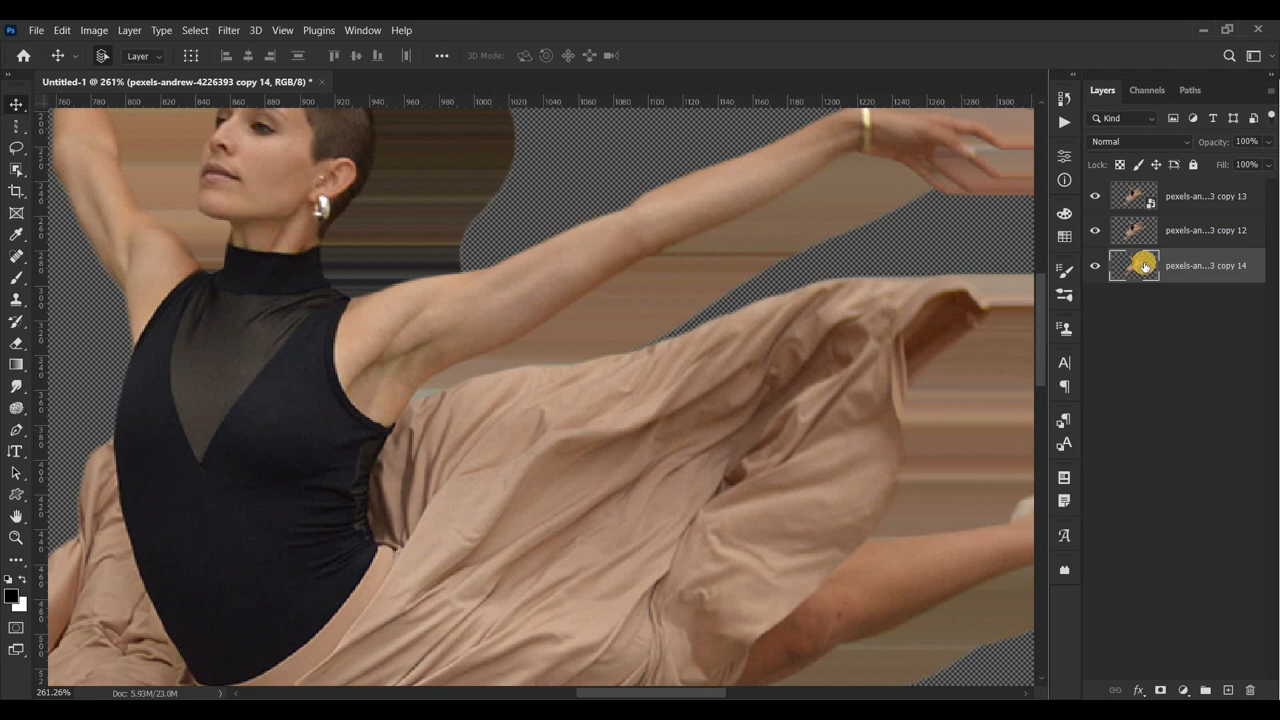 Ps File Edit Image Layer Type Select Filter 3D View Plugins Window Help
Layer 3D Mode:
Untitled-1 @ 261% (pexels-andrew-4226393 copy 14, RGB/8) *
760 780 800 820 840 860 880 900 920 940 960 980 1000 1020 1040 1060 1080 1100 1120 1140 1160 1180 1200 1220 1240 1260 1280 1300
Layers Channels Paths
Kind
Normal Opacity: 100%
Lock: Fill: 100%
pexels-an...3 copy 13
pexels-an...3 copy 12
pexels-an...3 copy 14
261.26% Doc: 5.93M/23.0M